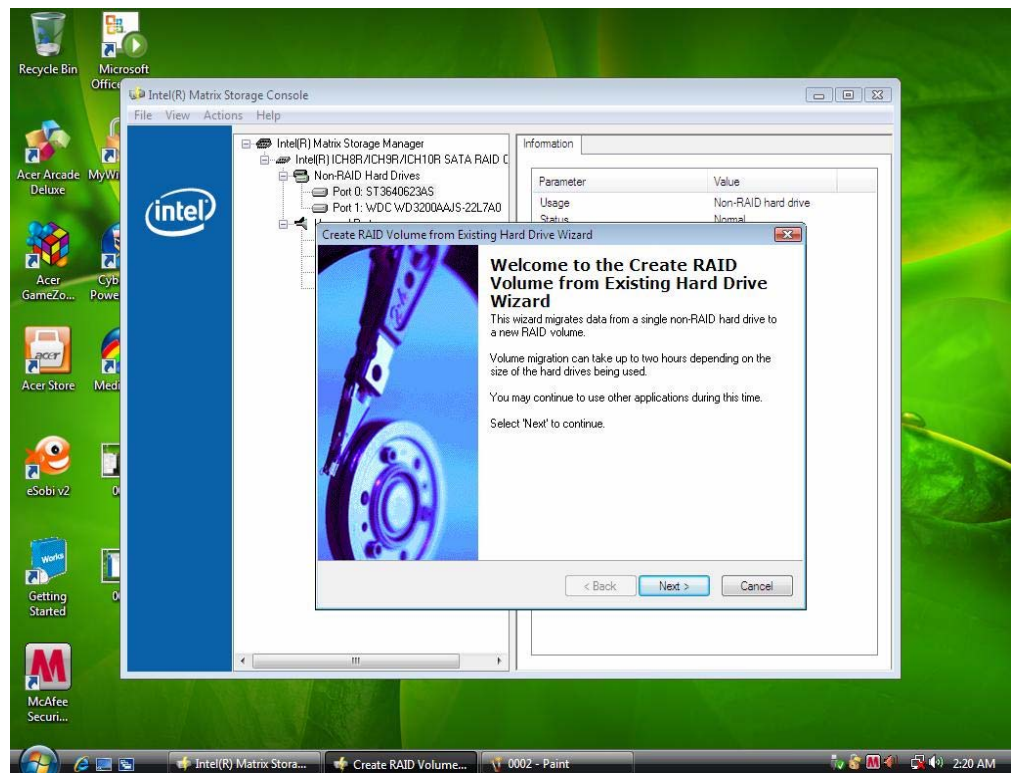 Recycle Bin
Microsoft
Office
Acer Arcade
Deluxe
Acer
GameZo...
Acer Store
eSobi v2
Works
Getting
Started
McAfee
Securi...
Intel(R) Matrix Storage Console
File View Actions Help
intel
Intel(R) Matrix Storage Manager
Intel(R) ICH8R/ICH9R/ICH10R SATA RAID
Non-RAID Hard Drives
Port 0: ST3640623AS
Port 1: WDC WD3200AAJS-22L7A0
Information
Parameter Value
Usage Non-RAID hard drive
Status Normal
Create RAID Volume from Existing Hard Drive Wizard
Welcome to the Create RAID
Volume from Existing Hard Drive
Wizard
This wizard migrates data from a single non-RAID hard drive to
a new RAID volume.
Volume migration can take up to two hours depending on the
size of the hard drives being used.
You may continue to use other applications during this time.
Select 'Next' to continue.
< Back Next > Cancel
Intel(R) Matrix Stora... Create RAID Volume... 0002 - Paint 2:20 AM